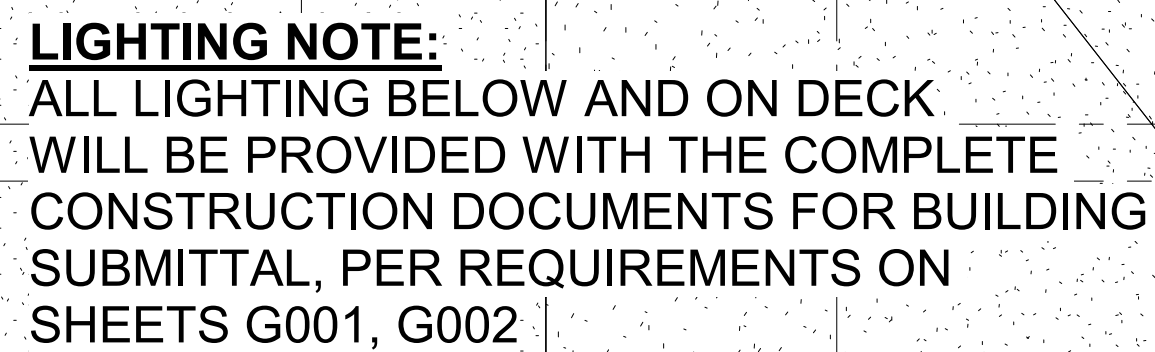 LIGHTING NOTE:
ALL LIGHTING BELOW AND ON DECK
WILL BE PROVIDED WITH THE COMPLETE
CONSTRUCTION DOCUMENTS FOR BUILDING
SUBMITTAL, PER REQUIREMENTS ON
SHEETS G001, G002